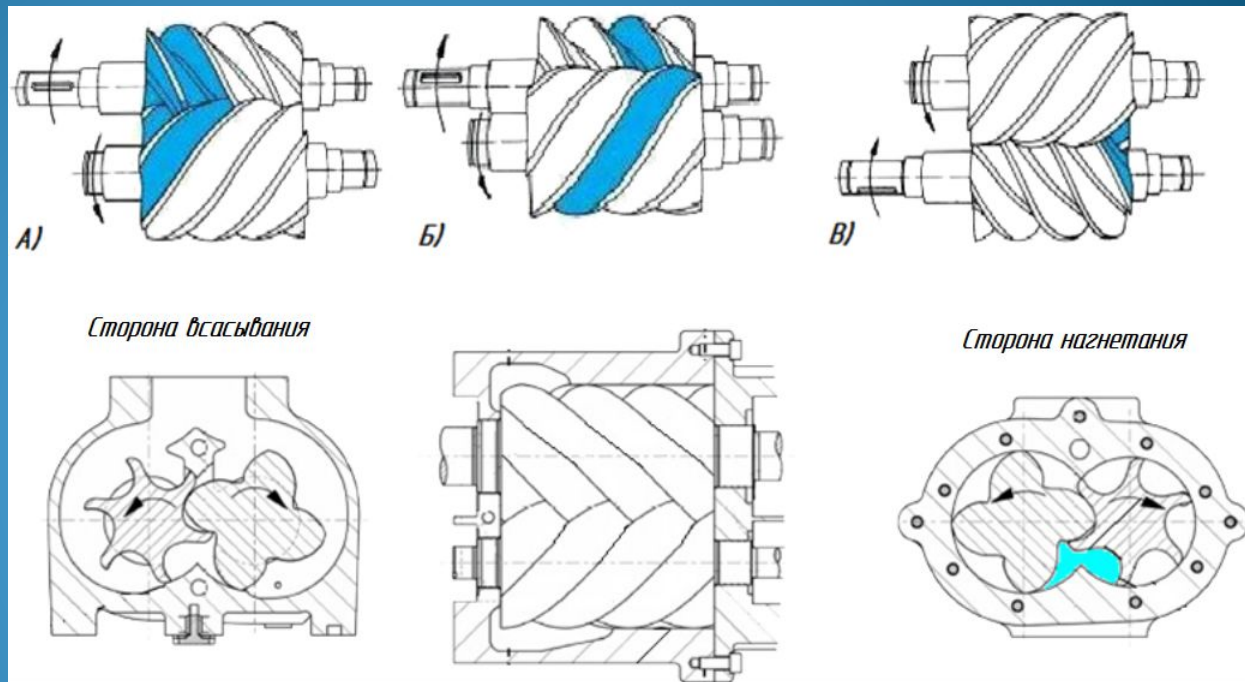 А)
Б)
В)
Сторона всасывания
Сторона нагнетания